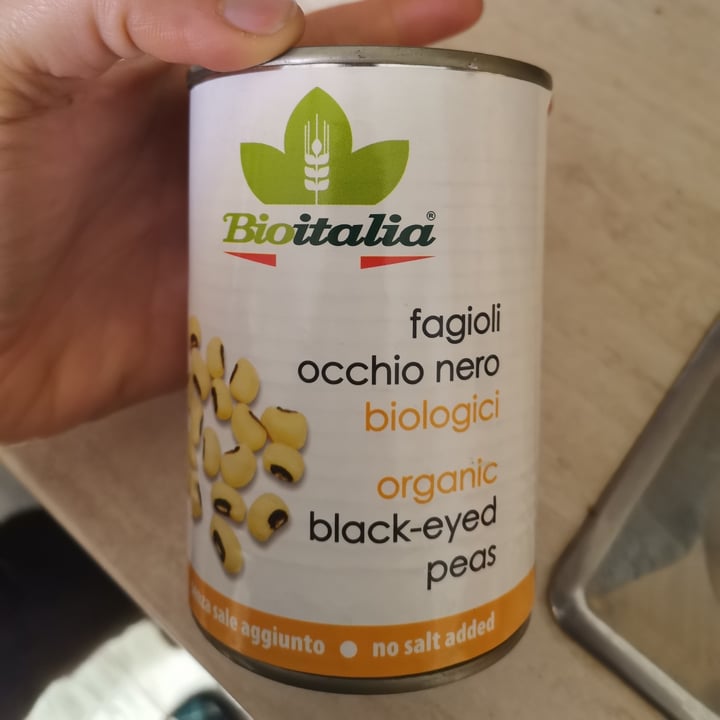 Bioitalia®
fagioli
occhio nero
biologici
organic
black-eyed
peas
sale aggiunto ● no salt added